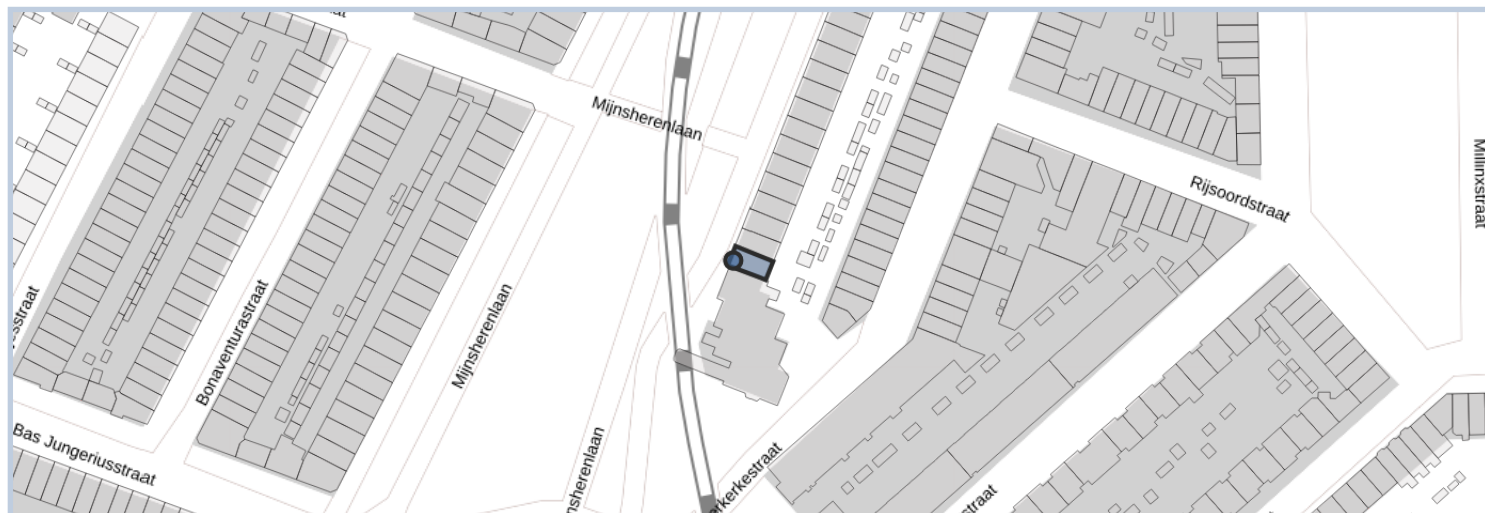 Mijnsherenlaan
Millinxstraat
Rijsoordstraat
Bonaventurastraat
Mijnsherenlaan
Bas Jungeriusstraat